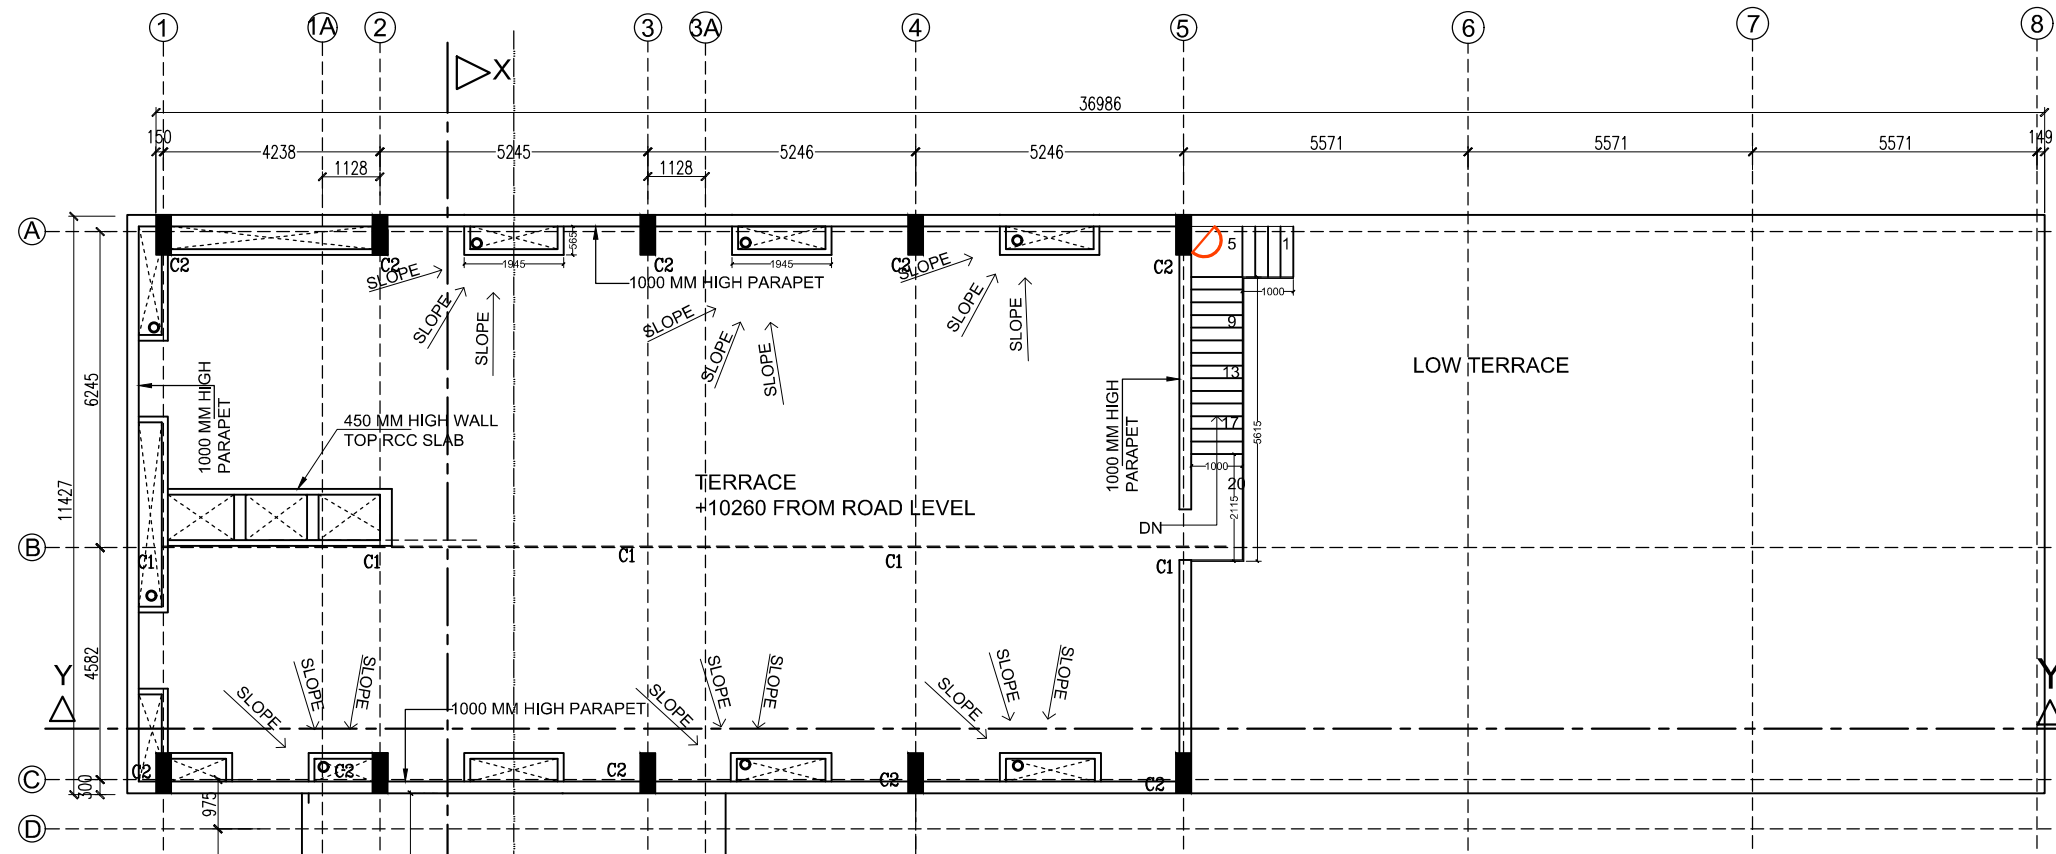 1
1A
2
3
3A
4
5
6
7
8
X
36986
150
4238
5245
5246
5246
5571
5571
5571
149
1128
1128
A
C2
C2
C2
C2
C2
565
1945
1945
5
1
1000
SLOPE
SLOPE
SLOPE
1000 MM HIGH PARAPET
SLOPE
SLOPE
SLOPE
SLOPE
SLOPE
SLOPE
9
13
17
20
LOW TERRACE
6245
11427
1000 MM HIGH
PARAPET
450 MM HIGH WALL
TOP RCC SLAB
1000 MM HIGH
PARAPET
5615
1000
2115
TERRACE
+10260 FROM ROAD LEVEL
DN
B
C1
C1
C1
C1
C1
4582
Y
Y
SLOPE
SLOPE
SLOPE
SLOPE
SLOPE
SLOPE
SLOPE
SLOPE
SLOPE
1000 MM HIGH PARAPET
C
C2
C2
C2
C2
C2
300
975
D